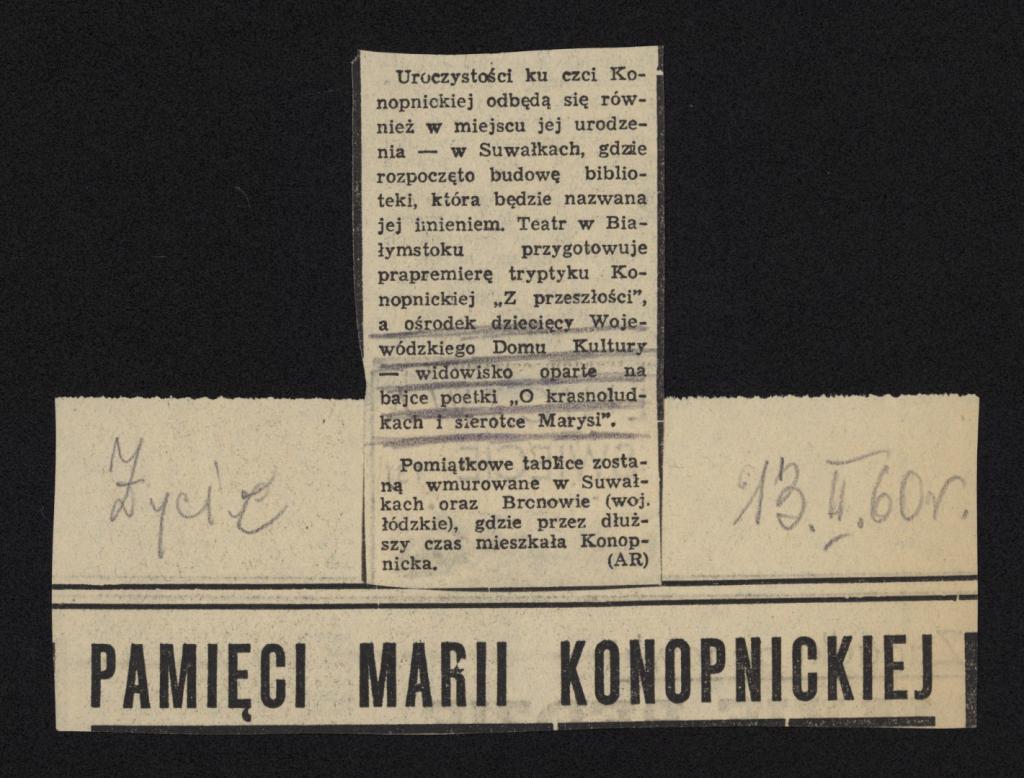 Uroczystości ku czci Ko-
nopnickiej odbędą się rów-
nież w miejscu jej urodze-
nia — w Suwałkach, gdzie
rozpoczęto budowę biblio-
teki, która będzie nazwana
jej imieniem. Teatr w Bia-
łymstoku przygotowuje
prapremierę tryptyku Ko-
nopnickiej „Z przeszłości”,
a ośrodek dziecięcy Woje-
wódzkiego Domu Kultury
— widowisko oparte na
bajce poetki „O krasnolud-
kach i sierotce Marysi”.
Pomiątkowe tablice zosta-
ną wmurowane w Suwał-
kach oraz Brenowie (woj.
łódzkie), gdzie przez dłuż-
szy czas mieszkała Konop-
nicka. (AR)
Życie
13.II.60r.
PAMIĘCI MARII KONOPNICKIEJ